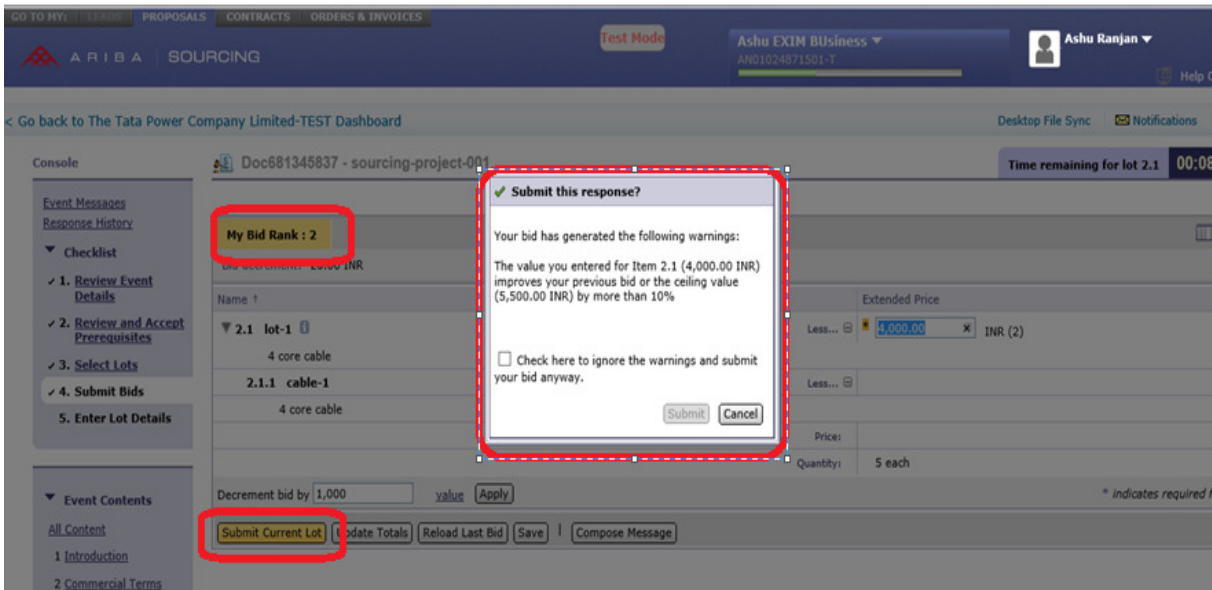 GO TO MY: LEADS PROPOSALS CONTRACTS ORDERS & INVOICES
ARIBA SOURCING
Test Mode
Ashu EXIM BUsiness
AN01024871501-T
Ashu Ranjan
Help
< Go back to The Tata Power Company Limited-TEST Dashboard
Desktop File Sync
Notifications
Console
Doc681345837 - sourcing-project-001
Time remaining for lot 2.1 00:08
Event Messages
Response History
Checklist
1. Review Event
Details
2. Review and Accept
Prerequisites
3. Select Lots
4. Submit Bids
5. Enter Lot Details
Event Contents
All Content
1 Introduction
2 Commercial Terms
My Bid Rank : 2
Bid decrement: 20.00 INR
Name ↑
Extended Price
2.1 lot-1
Less...
4,000.00 × INR (2)
4 core cable
2.1.1 cable-1
Less...
4 core cable
Price:
Quantity: 5 each
Decrement bid by 1,000 value Apply
* indicates required
Submit Current Lot Update Totals Reload Last Bid Save | Compose Message
Submit this response?
Your bid has generated the following warnings:
The value you entered for Item 2.1 (4,000.00 INR)
improves your previous bid or the ceiling value
(5,500.00 INR) by more than 10%
Check here to ignore the warnings and submit
your bid anyway.
Submit Cancel